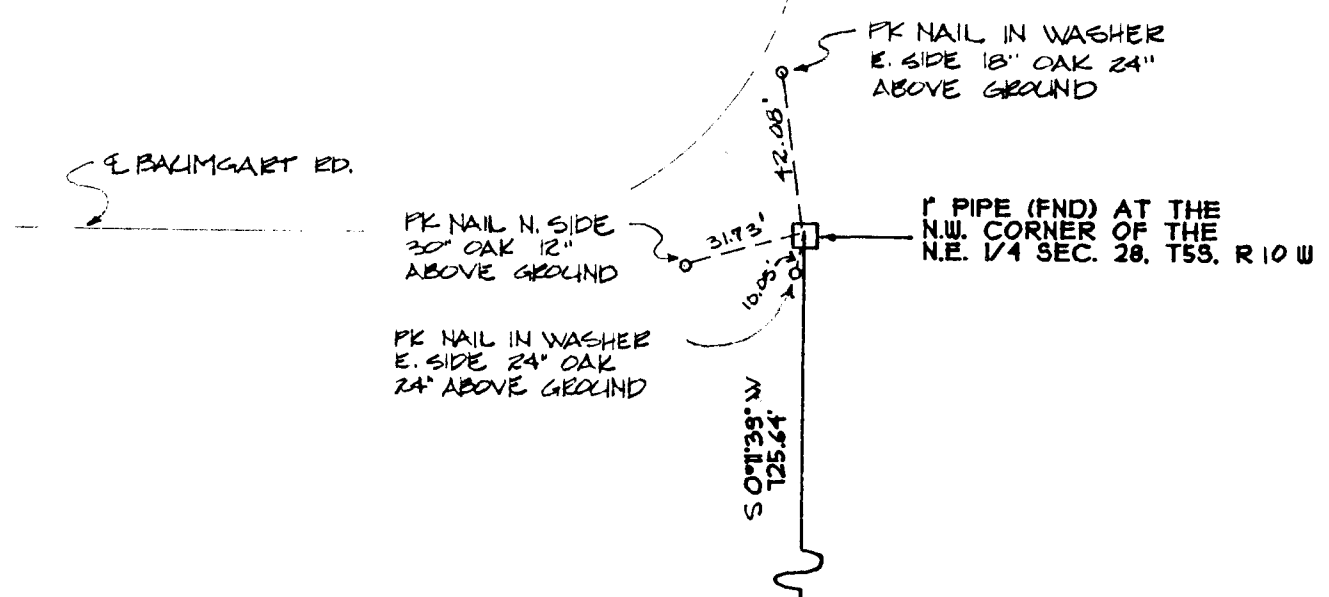 PK NAIL IN WASHER
E. SIDE 18" OAK 24"
ABOVE GROUND
42.08'
℄ BAUMGART RD.
PK NAIL N. SIDE
30" OAK 12"
ABOVE GROUND
31.73'
1" PIPE (FND) AT THE
N.W. CORNER OF THE
N.E. 1/4 SEC. 28, T5S, R 10 W
10.05'
PK NAIL IN WASHER
E. SIDE 24" OAK
24" ABOVE GROUND
S 0°11'39" W
725.64'